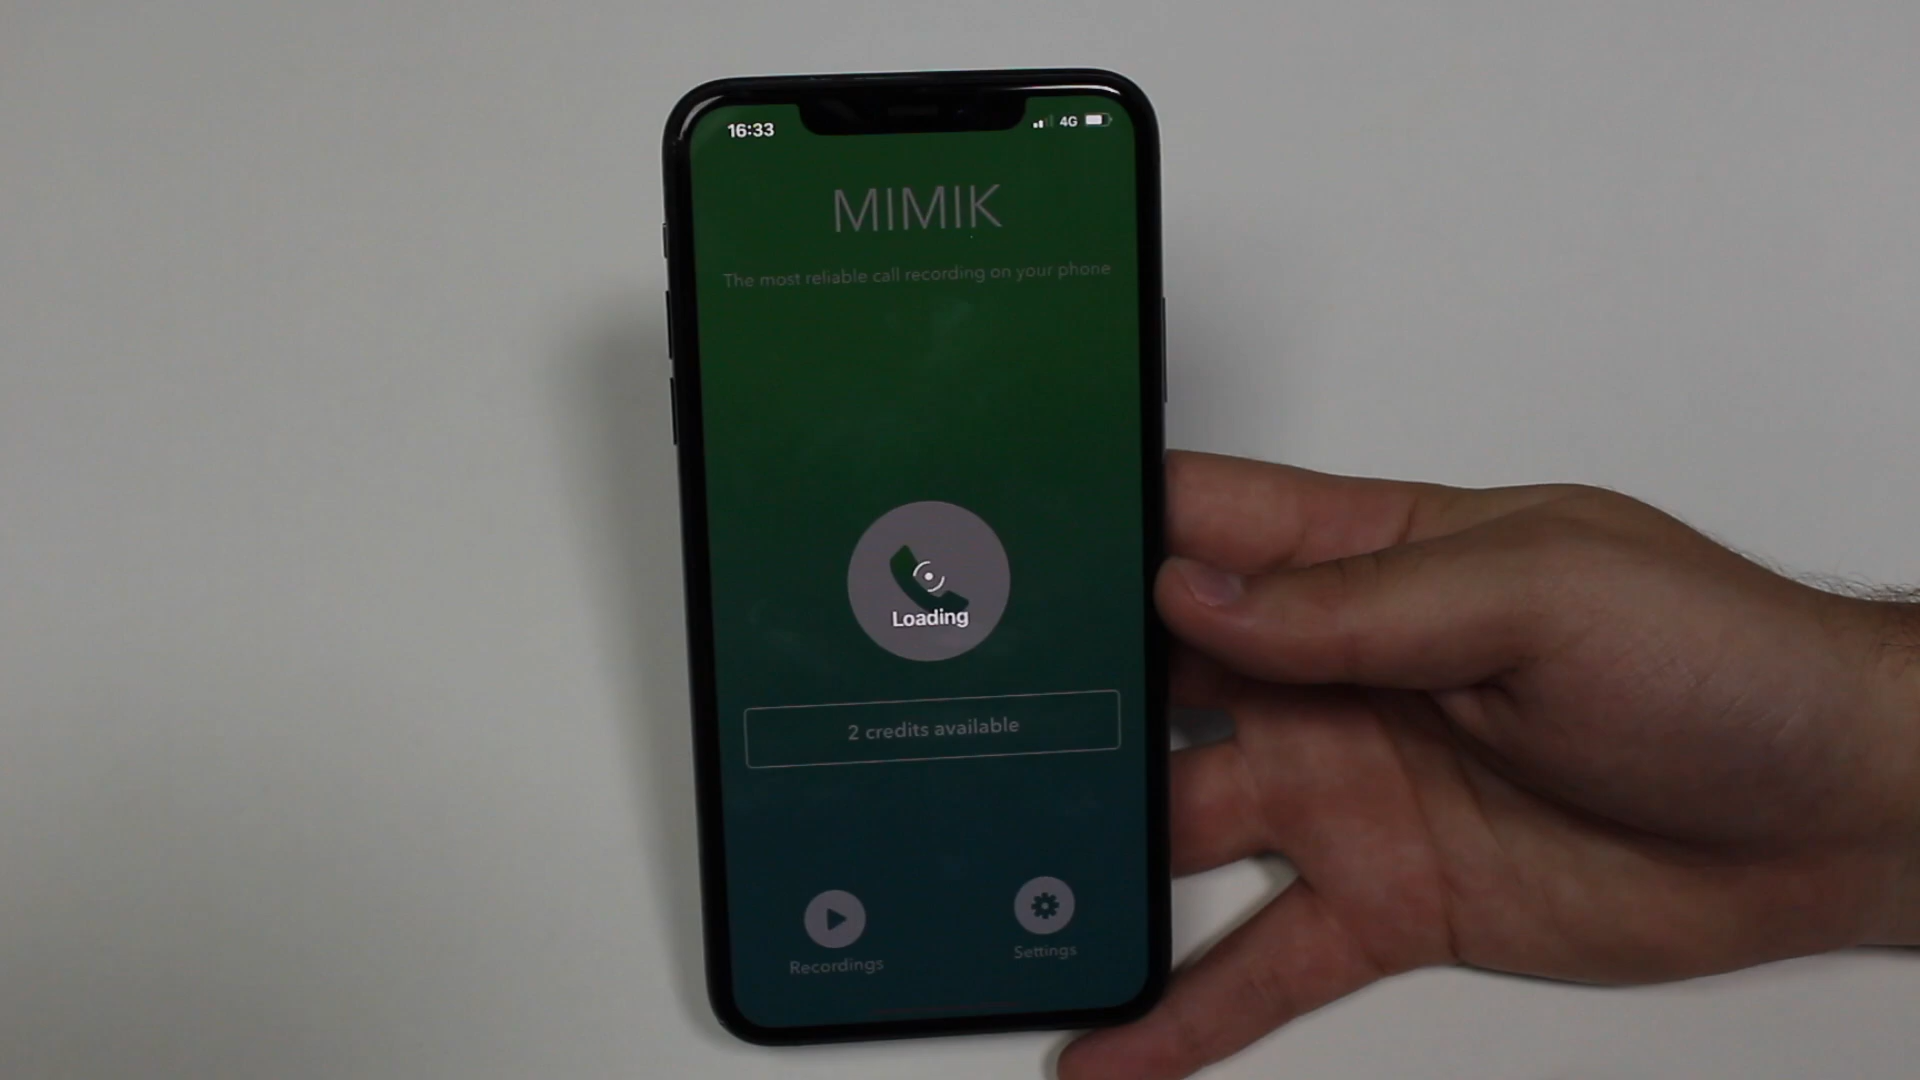 16:33
4G
MIMIK
The most reliable call recording on your phone
Loading
2 credits available
Recordings
Settings